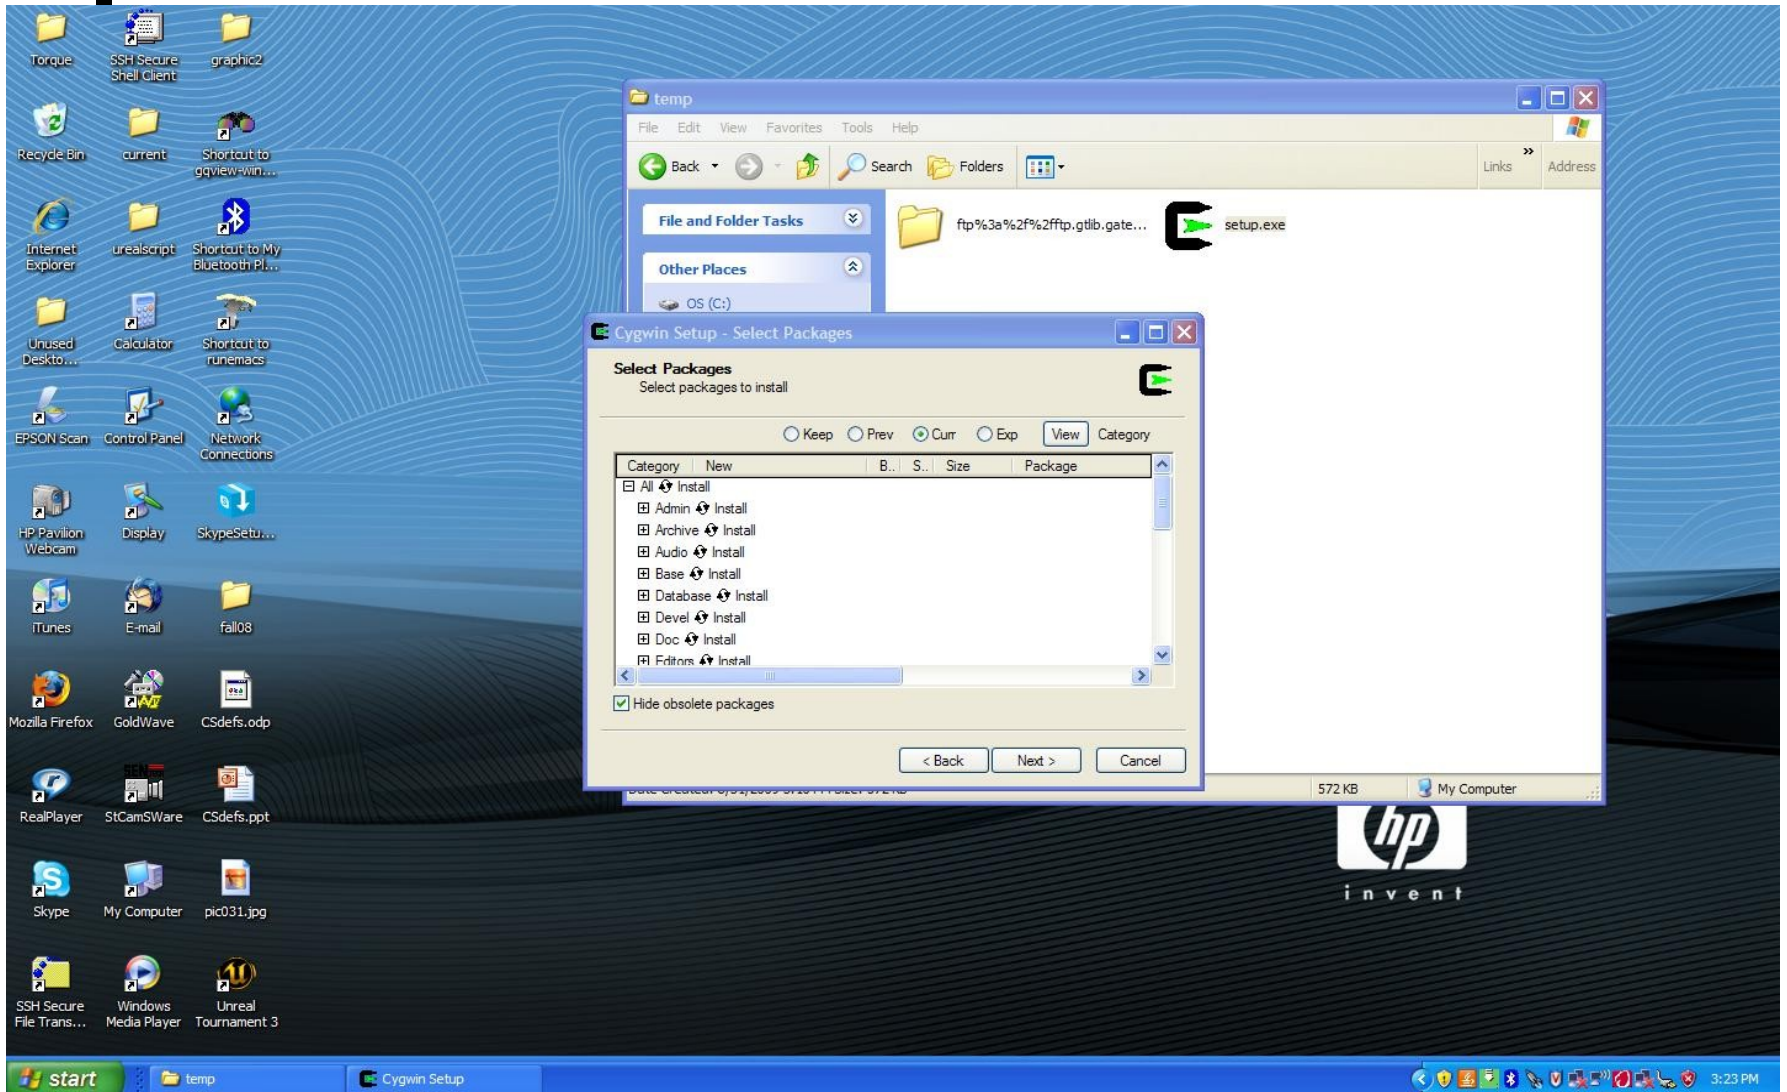 Torque
SSH Secure
Shell Client
graphic2
Recycle Bin
current
Shortcut to
gqview-win...
Internet
Explorer
urealscript
Shortcut to My
Bluetooth Pl...
Unused
Deskto...
Calculator
Shortcut to
runemacs
EPSON Scan
Control Panel
Network
Connections
HP Pavilion
Webcam
Display
SkypeSetu...
iTunes
E-mail
fall08
Mozilla Firefox
GoldWave
CSdefs.odp
RealPlayer
StCamSWare
CSdefs.ppt
Skype
My Computer
pic031.jpg
SSH Secure
File Trans...
Windows
Media Player
Unreal
Tournament 3
temp
File Edit View Favorites Tools Help
Back Search Folders Links » Address
File and Folder Tasks
Other Places
OS (C:)
ftp%3a%2f%2fftp.gtlib.gate...
setup.exe
Cygwin Setup - Select Packages
Select Packages
Select packages to install
Keep Prev Curr Exp View Category
Category New B.. S.. Size Package
All Install
Admin Install
Archive Install
Audio Install
Base Install
Database Install
Devel Install
Doc Install
Editors Install
Hide obsolete packages
< Back Next > Cancel
572 KB My Computer
hp
invent
start temp Cygwin Setup 3:23 PM